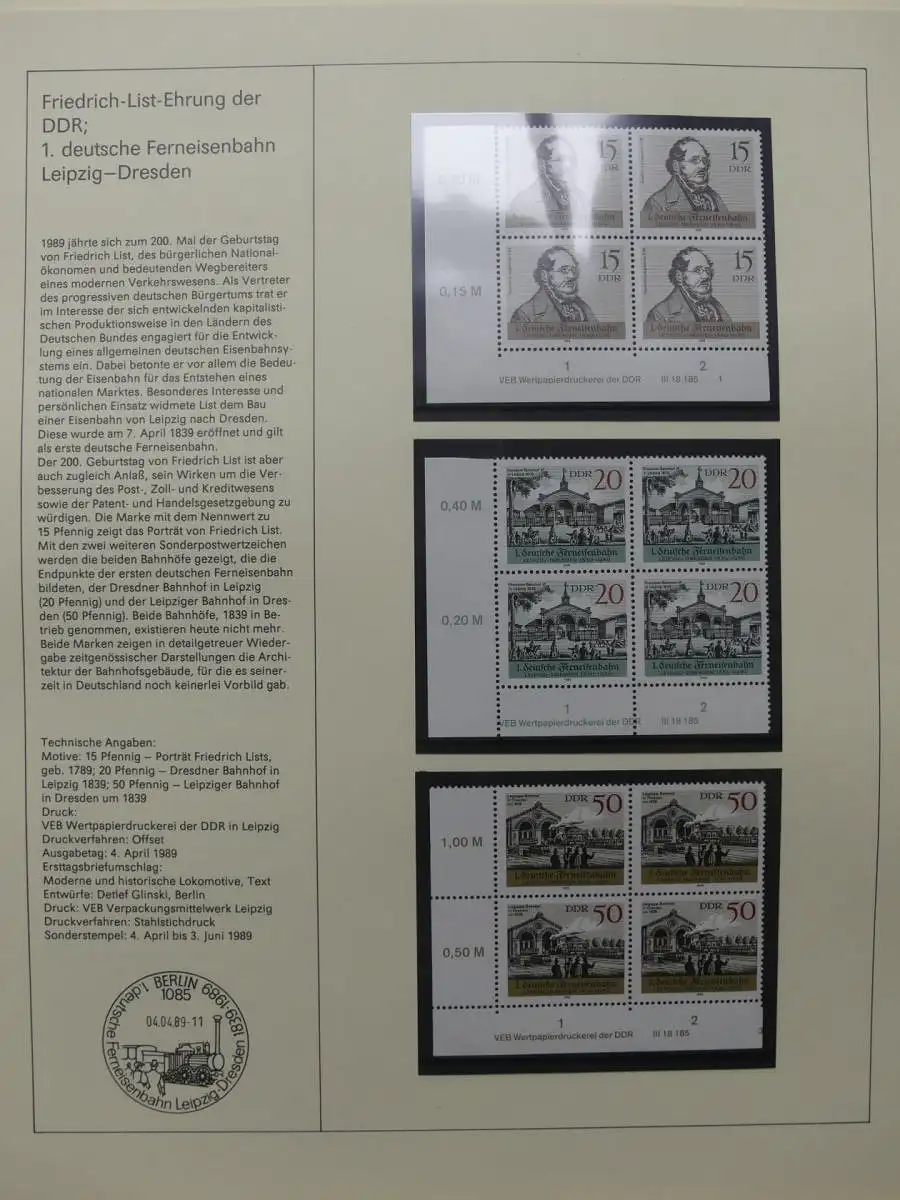 Friedrich-List-Ehrung der
DDR;
1. deutsche Ferneisenbahn
Leipzig–Dresden
1989 jährte sich zum 200. Mal der Geburtstag
von Friedrich List, des bürgerlichen National-
ökonomen und bedeutenden Wegbereiters
eines modernen Verkehrswesens. Als Vertreter
des progressiven deutschen Bürgertums trat er
im Interesse der sich entwickelnden kapitalisti-
schen Produktionsweise in den Ländern des
Deutschen Bundes engagiert für die Entwick-
lung eines allgemeinen deutschen Eisenbahnsy-
stems ein. Dabei betonte er vor allem die Bedeu-
tung der Eisenbahn für das Entstehen eines
nationalen Marktes. Besonderes Interesse und
persönlichen Einsatz widmete List dem Bau
einer Eisenbahn von Leipzig nach Dresden.
Diese wurde am 7. April 1839 eröffnet und gilt
als erste deutsche Ferneisenbahn.
Der 200. Geburtstag von Friedrich List ist aber
auch zugleich Anlaß, sein Wirken um die Ver-
besserung des Post-, Zoll- und Kreditwesens
sowie der Patent- und Handelsgesetzgebung zu
würdigen. Die Marke mit dem Nennwert zu
15 Pfennig zeigt das Porträt von Friedrich List.
Mit den zwei weiteren Sonderpostwertzeichen
werden die beiden Bahnhöfe gezeigt, die die
Endpunkte der ersten deutschen Ferneisenbahn
bildeten, der Dresdner Bahnhof in Leipzig
(20 Pfennig) und der Leipziger Bahnhof in Dres-
den (50 Pfennig). Beide Bahnhöfe, 1839 in Be-
trieb genommen, existieren heute nicht mehr.
Beide Marken zeigen in detailgetreuer Wieder-
gabe zeitgenössischer Darstellungen die Archi-
tektur der Bahnhofsgebäude, für die es seiner-
zeit in Deutschland noch keinerlei Vorbild gab.
Technische Angaben:
Motive: 15 Pfennig – Porträt Friedrich Lists,
geb. 1789; 20 Pfennig – Dresdner Bahnhof in
Leipzig 1839; 50 Pfennig – Leipziger Bahnhof
in Dresden um 1839
Druck:
VEB Wertpapierdruckerei der DDR in Leipzig
Druckverfahren: Offset
Ausgabetag: 4. April 1989
Ersttagsbriefumschlag:
Moderne und historische Lokomotive, Text
Entwürfe: Detlef Glinski, Berlin
Druck: VEB Verpackungsmittelwerk Leipzig
Druckverfahren: Stahlstichdruck
Sonderstempel: 4. April bis 3. Juni 1989
BERLIN
1085
04.04.89-11
1839/1989
1. deutsche Ferneisenbahn Leipzig-Dresden
15 DDR
15 DDR
1. deutsche Ferneisenbahn
1. deutsche Ferneisenbahn
0,15 M
15 DDR
15 DDR
1. deutsche Ferneisenbahn
1. deutsche Ferneisenbahn
1 2
VEB Wertpapierdruckerei der DDR III 18 185 1
0,40 M
DDR 20
DDR 20
1. deutsche Ferneisenbahn
1. deutsche Ferneisenbahn
0,20 M
DDR 20
DDR 20
1. deutsche Ferneisenbahn
1. deutsche Ferneisenbahn
1 2
VEB Wertpapierdruckerei der DDR III 18 185
1,00 M
DDR 50
DDR 50
1. deutsche Ferneisenbahn
1. deutsche Ferneisenbahn
0,50 M
DDR 50
DDR 50
1. deutsche Ferneisenbahn
1. deutsche Ferneisenbahn
1 2
VEB Wertpapierdruckerei der DDR III 18 185 3